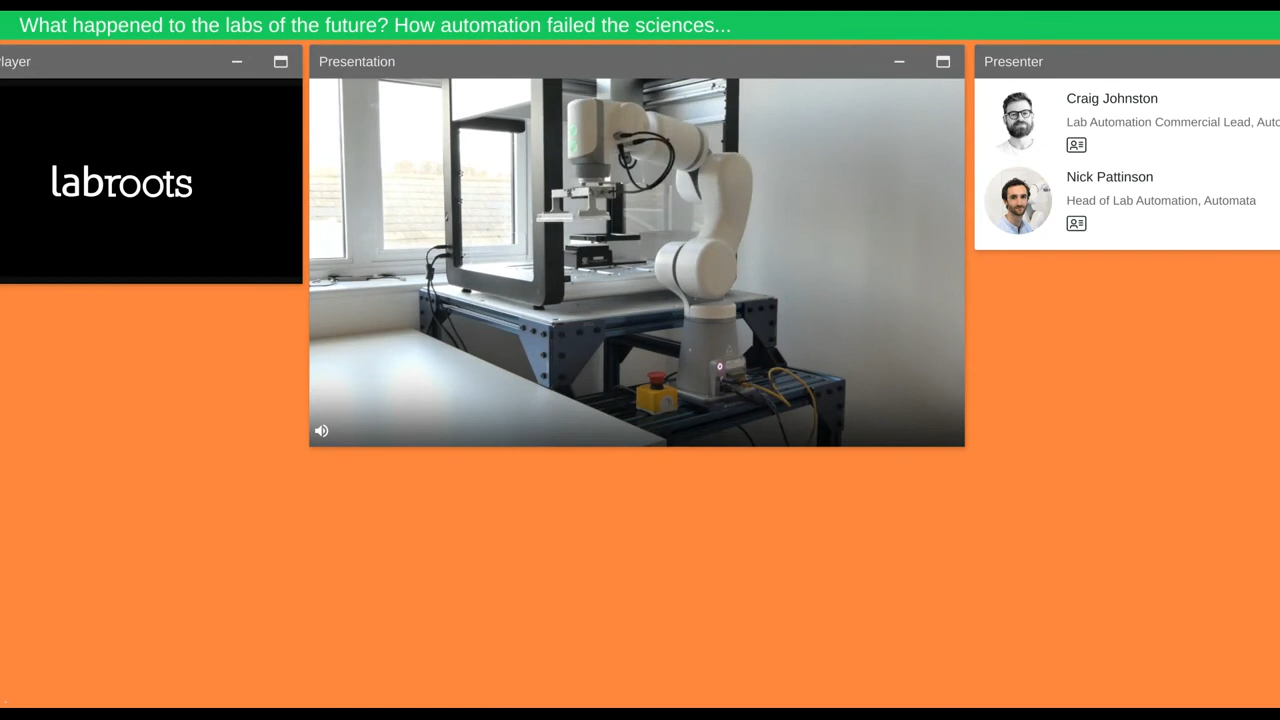 What happened to the labs of the future? How automation failed the sciences...
layer
Presentation
Presenter
labroots
Craig Johnston
Lab Automation Commercial Lead, Auto
Nick Pattinson
Head of Lab Automation, Automata